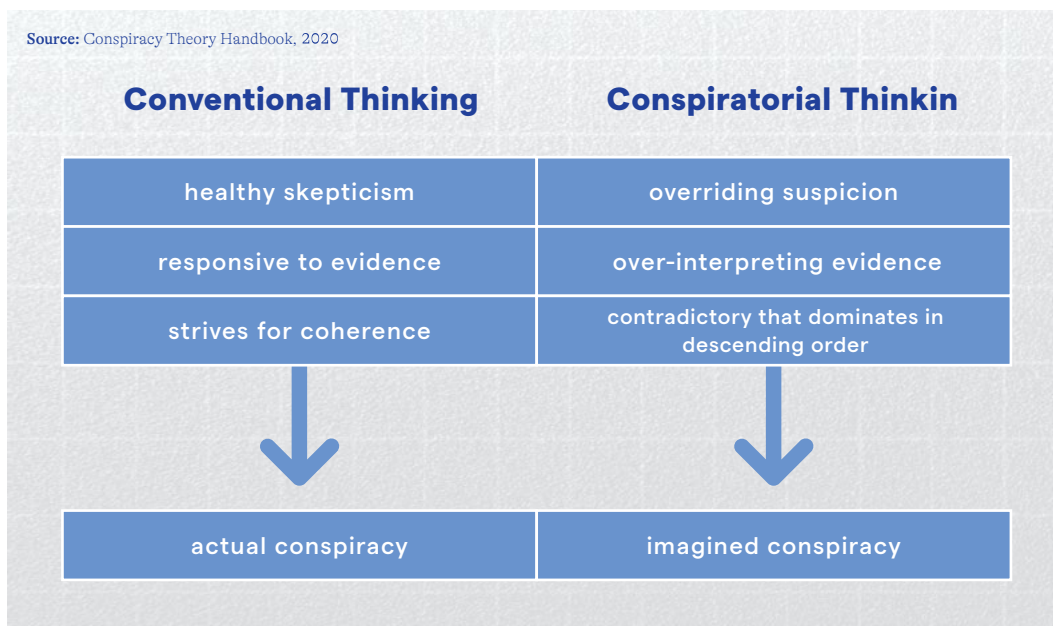 Source: Conspiracy Theory Handbook, 2020
Conventional Thinking
Conspiratorial Thinkin
healthy skepticism
overriding suspicion
responsive to evidence
over-interpreting evidence
strives for coherence
contradictory that dominates in
descending order
actual conspiracy
imagined conspiracy